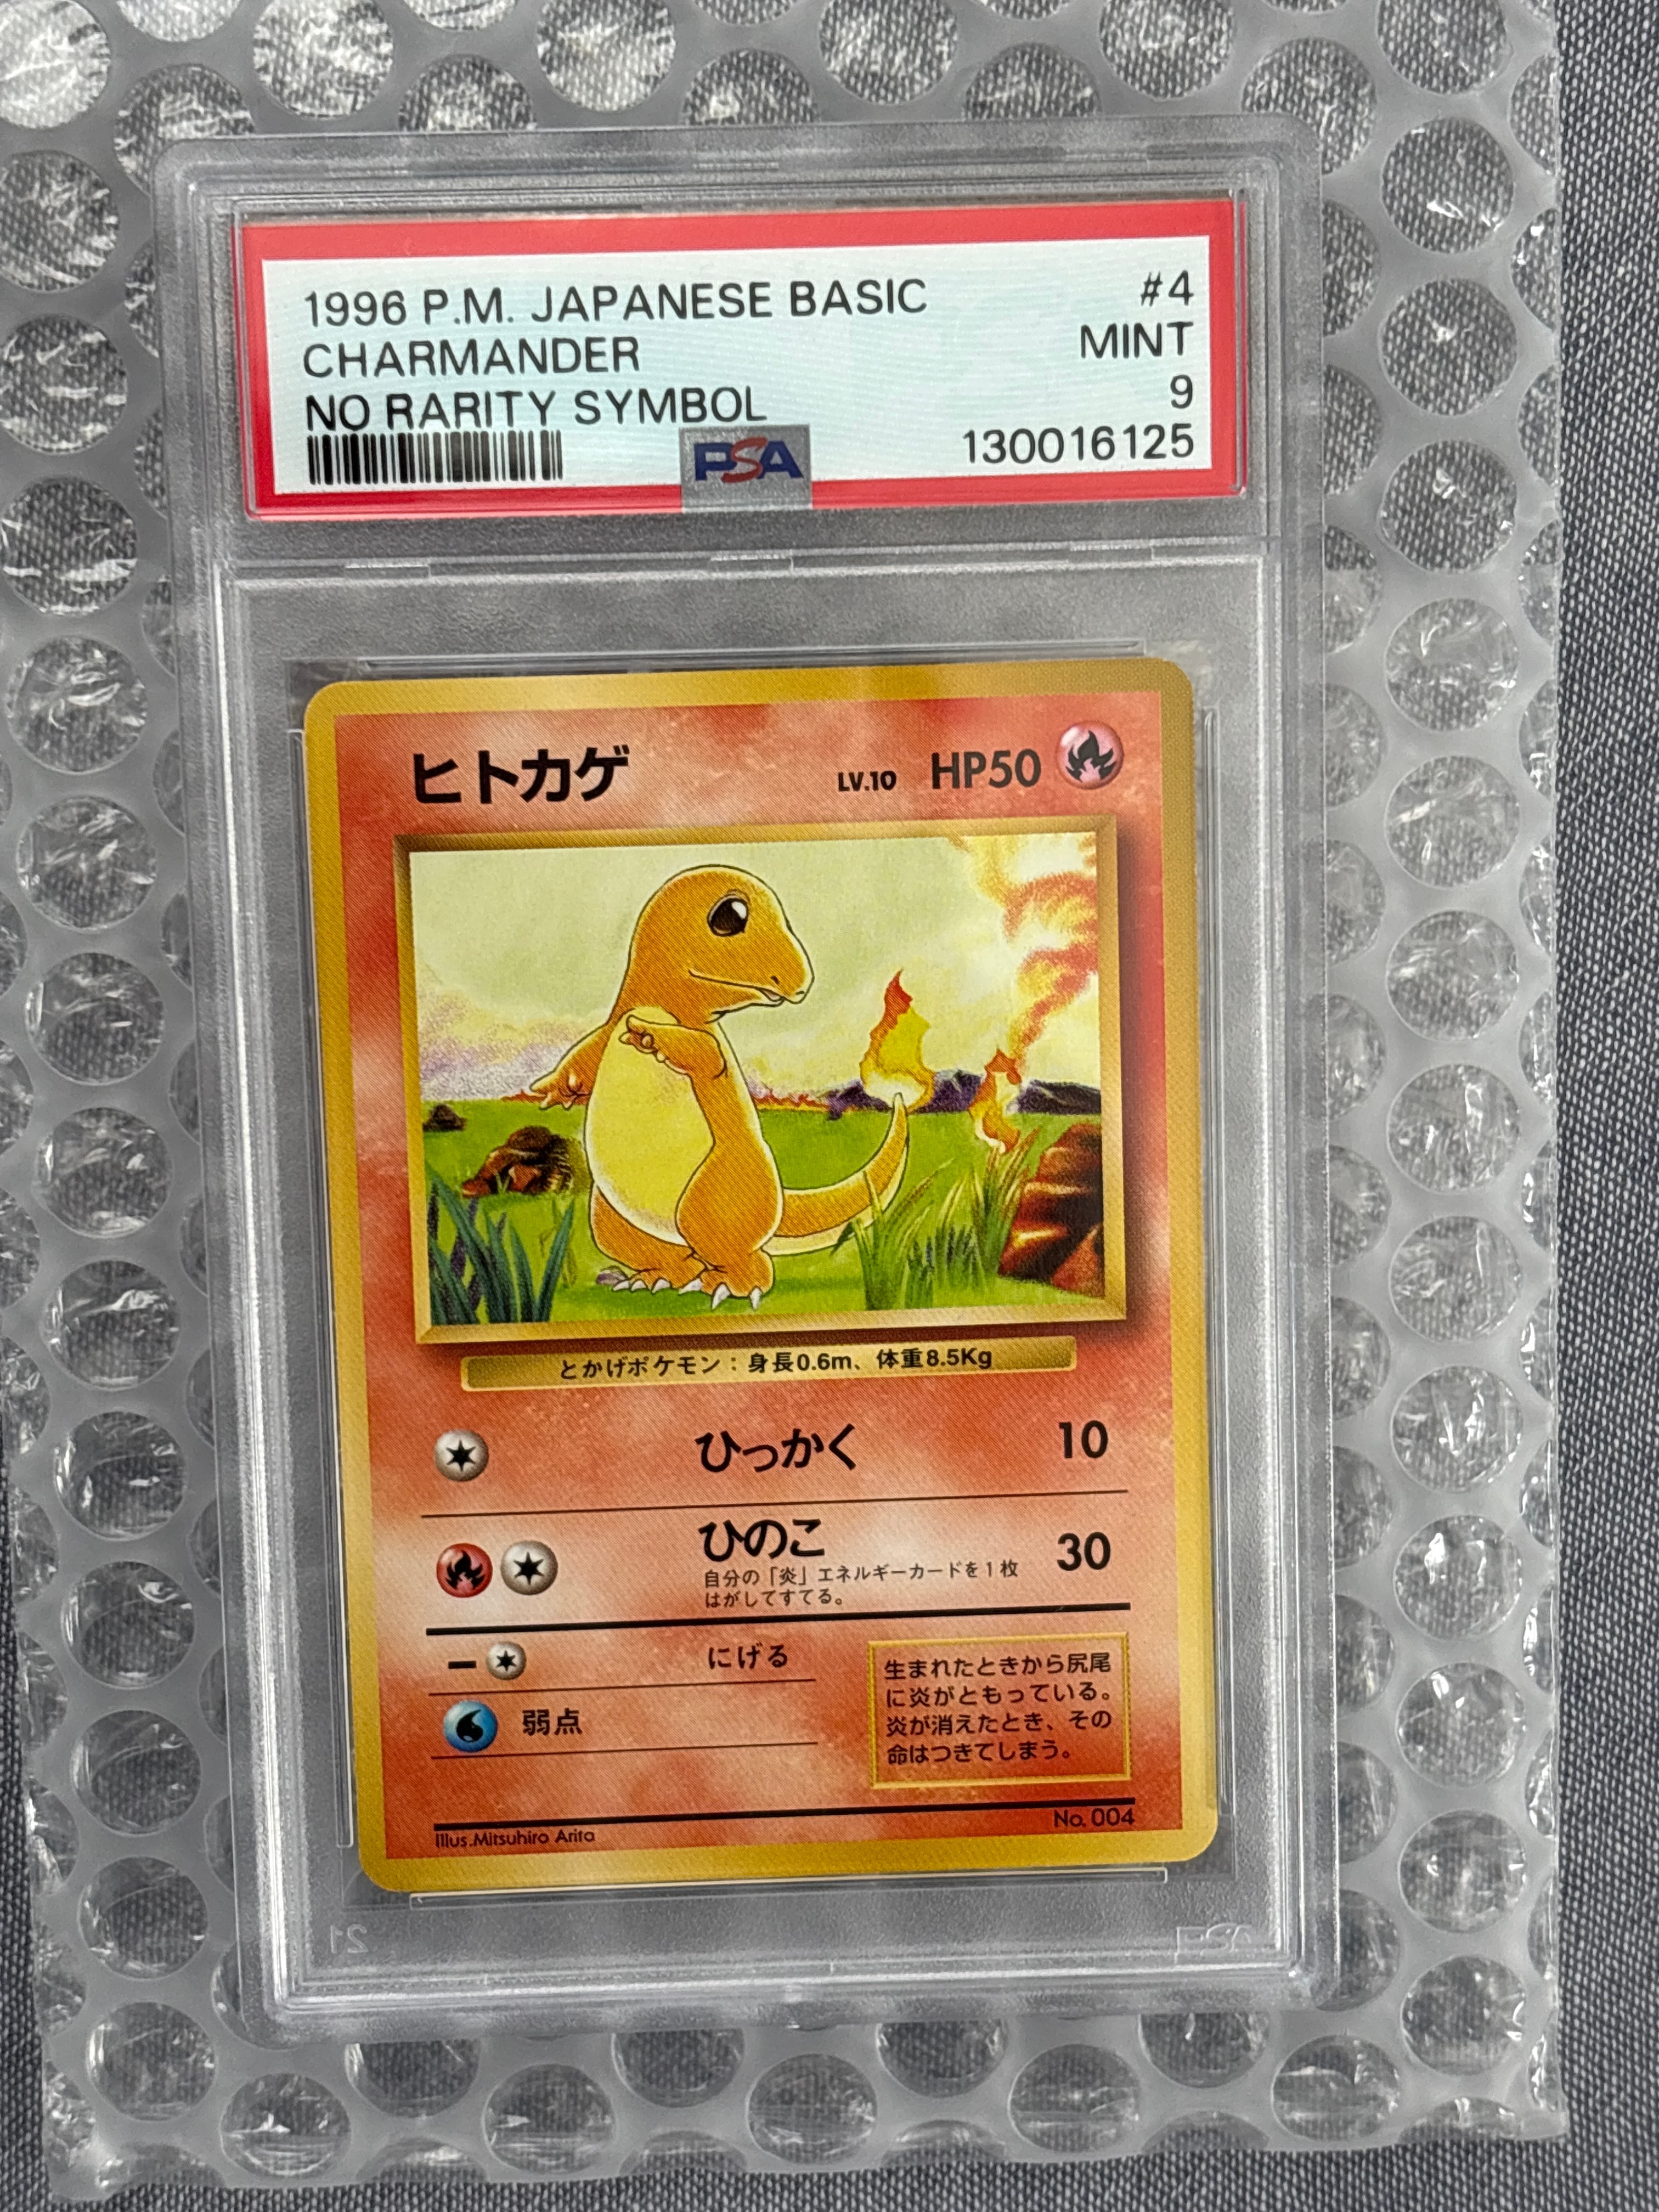 1996 P.M. JAPANESE BASIC #4
CHARMANDER MINT
NO RARITY SYMBOL 9
PSA 130016125
ヒトカゲ LV.10 HP50
とかげポケモン：身長0.6m、体重8.5Kg
ひっかく 10
ひのこ 30
自分の「炎」エネルギーカードを1枚
はがしてすてる。
ー にげる
弱点
生まれたときから尻尾
に炎がともっている。
炎が消えたとき、その
命はつきてしまう。
Illus.Mitsuhiro Arita No. 004
21